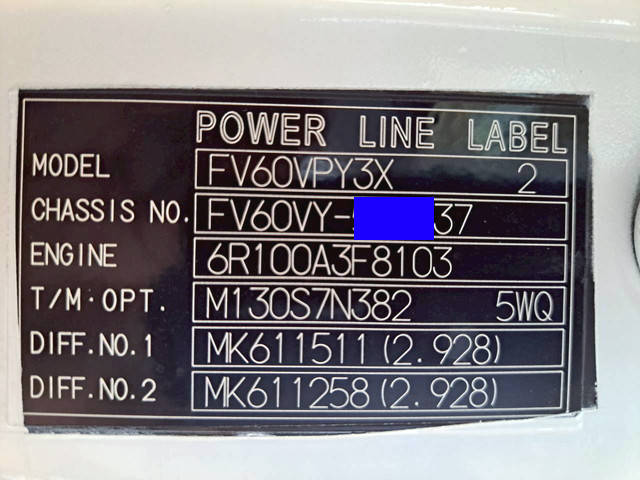 POWER LINE LABEL
MODEL FV60VPY3X 2
CHASSIS NO. FV60VY- 37
ENGINE 6R100A3F8103
T/M·OPT. M130S7N382 5WQ
DIFF.NO.1 MK611511(2.928)
DIFF.NO.2 MK611258(2.928)